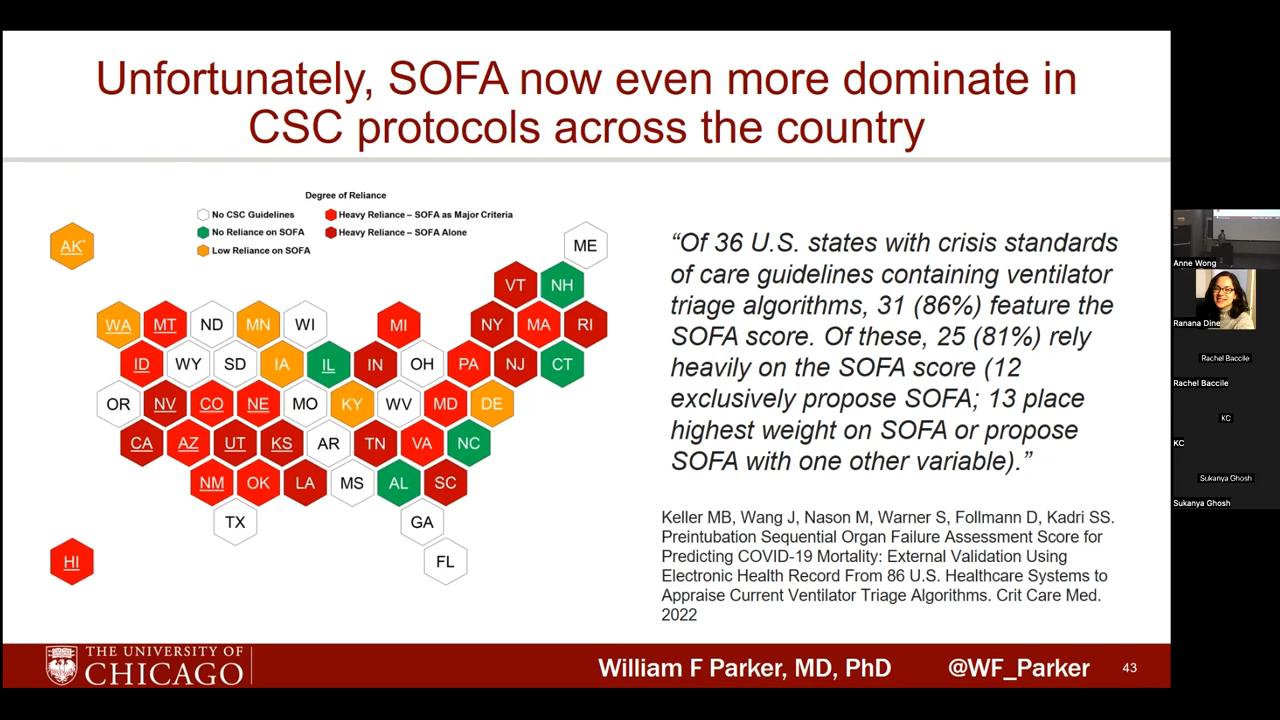 Unfortunately, SOFA now even more dominate in
CSC protocols across the country
Degree of Reliance
No CSC Guidelines
Heavy Reliance – SOFA as Major Criteria
No Reliance on SOFA
Heavy Reliance – SOFA Alone
Low Reliance on SOFA
AK*
ME
VT NH
WA MT ND MN WI MI NY MA RI
ID WY SD IA IL IN OH PA NJ CT
OR NV CO NE MO KY WV MD DE
CA AZ UT KS AR TN VA NC
NM OK LA MS AL SC
TX GA
HI FL
“Of 36 U.S. states with crisis standards
of care guidelines containing ventilator
triage algorithms, 31 (86%) feature the
SOFA score. Of these, 25 (81%) rely
heavily on the SOFA score (12
exclusively propose SOFA; 13 place
highest weight on SOFA or propose
SOFA with one other variable).”
Keller MB, Wang J, Nason M, Warner S, Follmann D, Kadri SS.
Preintubation Sequential Organ Failure Assessment Score for
Predicting COVID-19 Mortality: External Validation Using
Electronic Health Record From 86 U.S. Healthcare Systems to
Appraise Current Ventilator Triage Algorithms. Crit Care Med.
2022
THE UNIVERSITY OF
CHICAGO
William F Parker, MD, PhD
@WF_Parker
43
Anne Wong
Ranana Dine
Rachel Baccile
Rachel Baccile
KC
KC
Sukanya Ghosh
Sukanya Ghosh